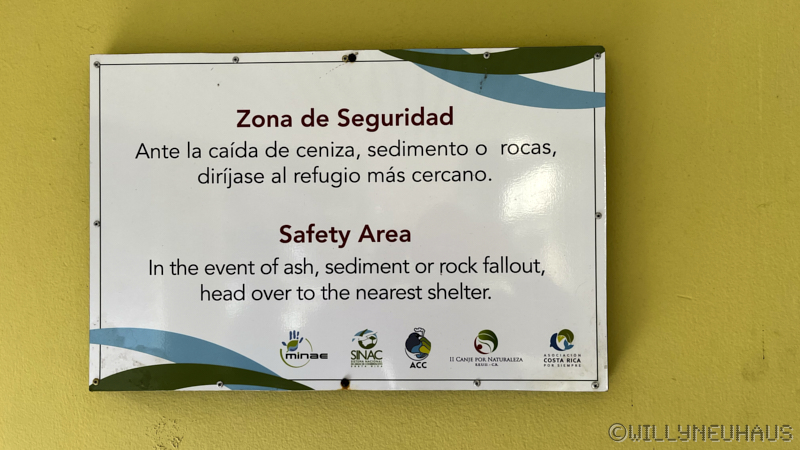 Zona de Seguridad
Ante la caída de ceniza, sedimento o rocas,
diríjase al refugio más cercano.
Safety Area
In the event of ash, sediment or rock fallout,
head over to the nearest shelter.
minae
SINAC
ACC
II CANJE POR NATURALEZA
EEUU-CR
ASOCIACIÓN
COSTA RICA
POR SIEMPRE
©WILLYNEUHAUS